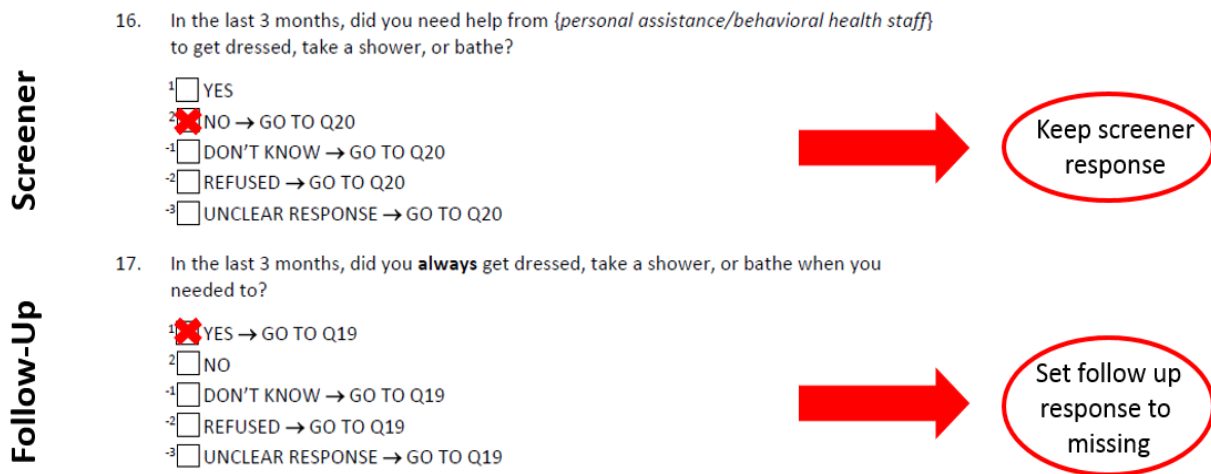 Screener
16. In the last 3 months, did you need help from {personal assistance/behavioral health staff}
to get dressed, take a shower, or bathe?
1 YES
2 NO → GO TO Q20
-1 DON'T KNOW → GO TO Q20
-2 REFUSED → GO TO Q20
-3 UNCLEAR RESPONSE → GO TO Q20
Keep screener
response
Follow-Up
17. In the last 3 months, did you always get dressed, take a shower, or bathe when you
needed to?
1 YES → GO TO Q19
2 NO
-1 DON'T KNOW → GO TO Q19
-2 REFUSED → GO TO Q19
-3 UNCLEAR RESPONSE → GO TO Q19
Set follow up
response to
missing